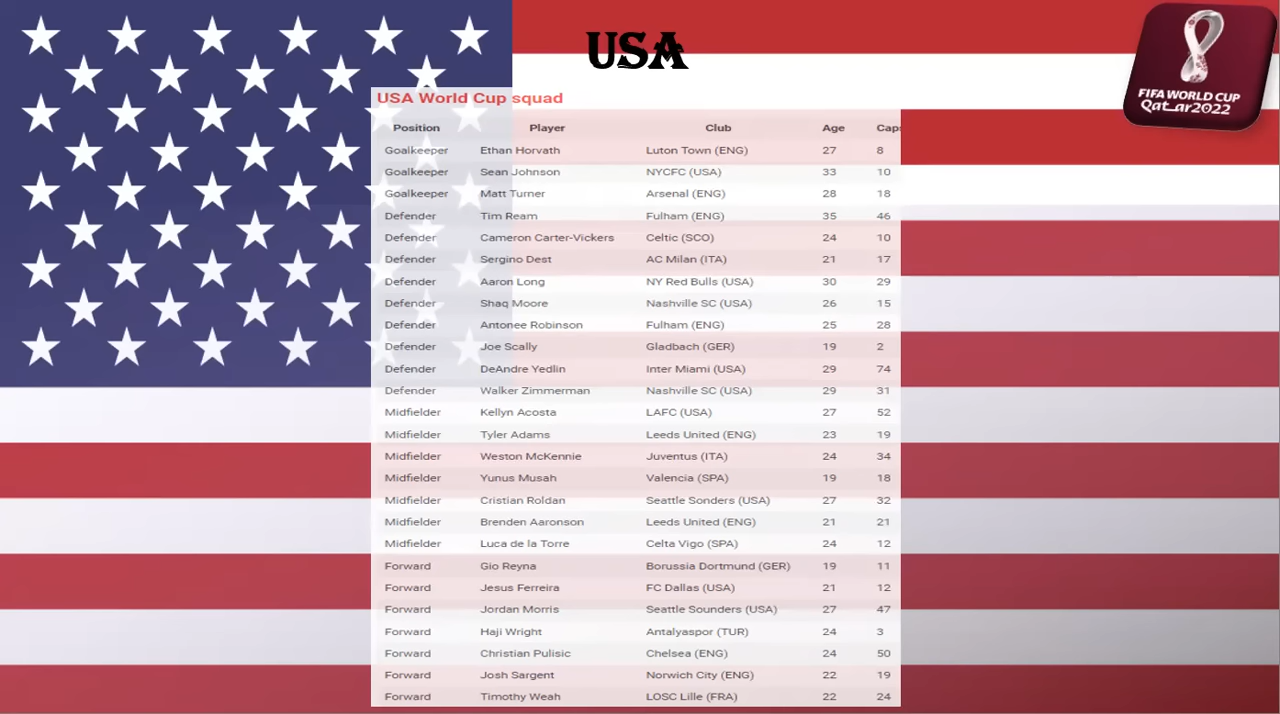 USA
FIFA WORLD CUP
Qatar2022
USA World Cup squad
Position Player Club Age Caps
Goalkeeper Ethan Horvath Luton Town (ENG) 27 8
Goalkeeper Sean Johnson NYCFC (USA) 33 10
Goalkeeper Matt Turner Arsenal (ENG) 28 18
Defender Tim Ream Fulham (ENG) 35 46
Defender Cameron Carter-Vickers Celtic (SCO) 24 10
Defender Sergino Dest AC Milan (ITA) 21 17
Defender Aaron Long NY Red Bulls (USA) 30 29
Defender Shaq Moore Nashville SC (USA) 26 15
Defender Antonee Robinson Fulham (ENG) 25 28
Defender Joe Scally Gladbach (GER) 19 2
Defender DeAndre Yedlin Inter Miami (USA) 29 74
Defender Walker Zimmerman Nashville SC (USA) 29 31
Midfielder Kellyn Acosta LAFC (USA) 27 52
Midfielder Tyler Adams Leeds United (ENG) 23 19
Midfielder Weston McKennie Juventus (ITA) 24 34
Midfielder Yunus Musah Valencia (SPA) 19 18
Midfielder Cristian Roldan Seattle Sonders (USA) 27 32
Midfielder Brenden Aaronson Leeds United (ENG) 21 21
Midfielder Luca de la Torre Celta Vigo (SPA) 24 12
Forward Gio Reyna Borussia Dortmund (GER) 19 11
Forward Jesus Ferreira FC Dallas (USA) 21 12
Forward Jordan Morris Seattle Sounders (USA) 27 47
Forward Haji Wright Antalyaspor (TUR) 24 3
Forward Christian Pulisic Chelsea (ENG) 24 50
Forward Josh Sargent Norwich City (ENG) 22 19
Forward Timothy Weah LOSC Lille (FRA) 22 24